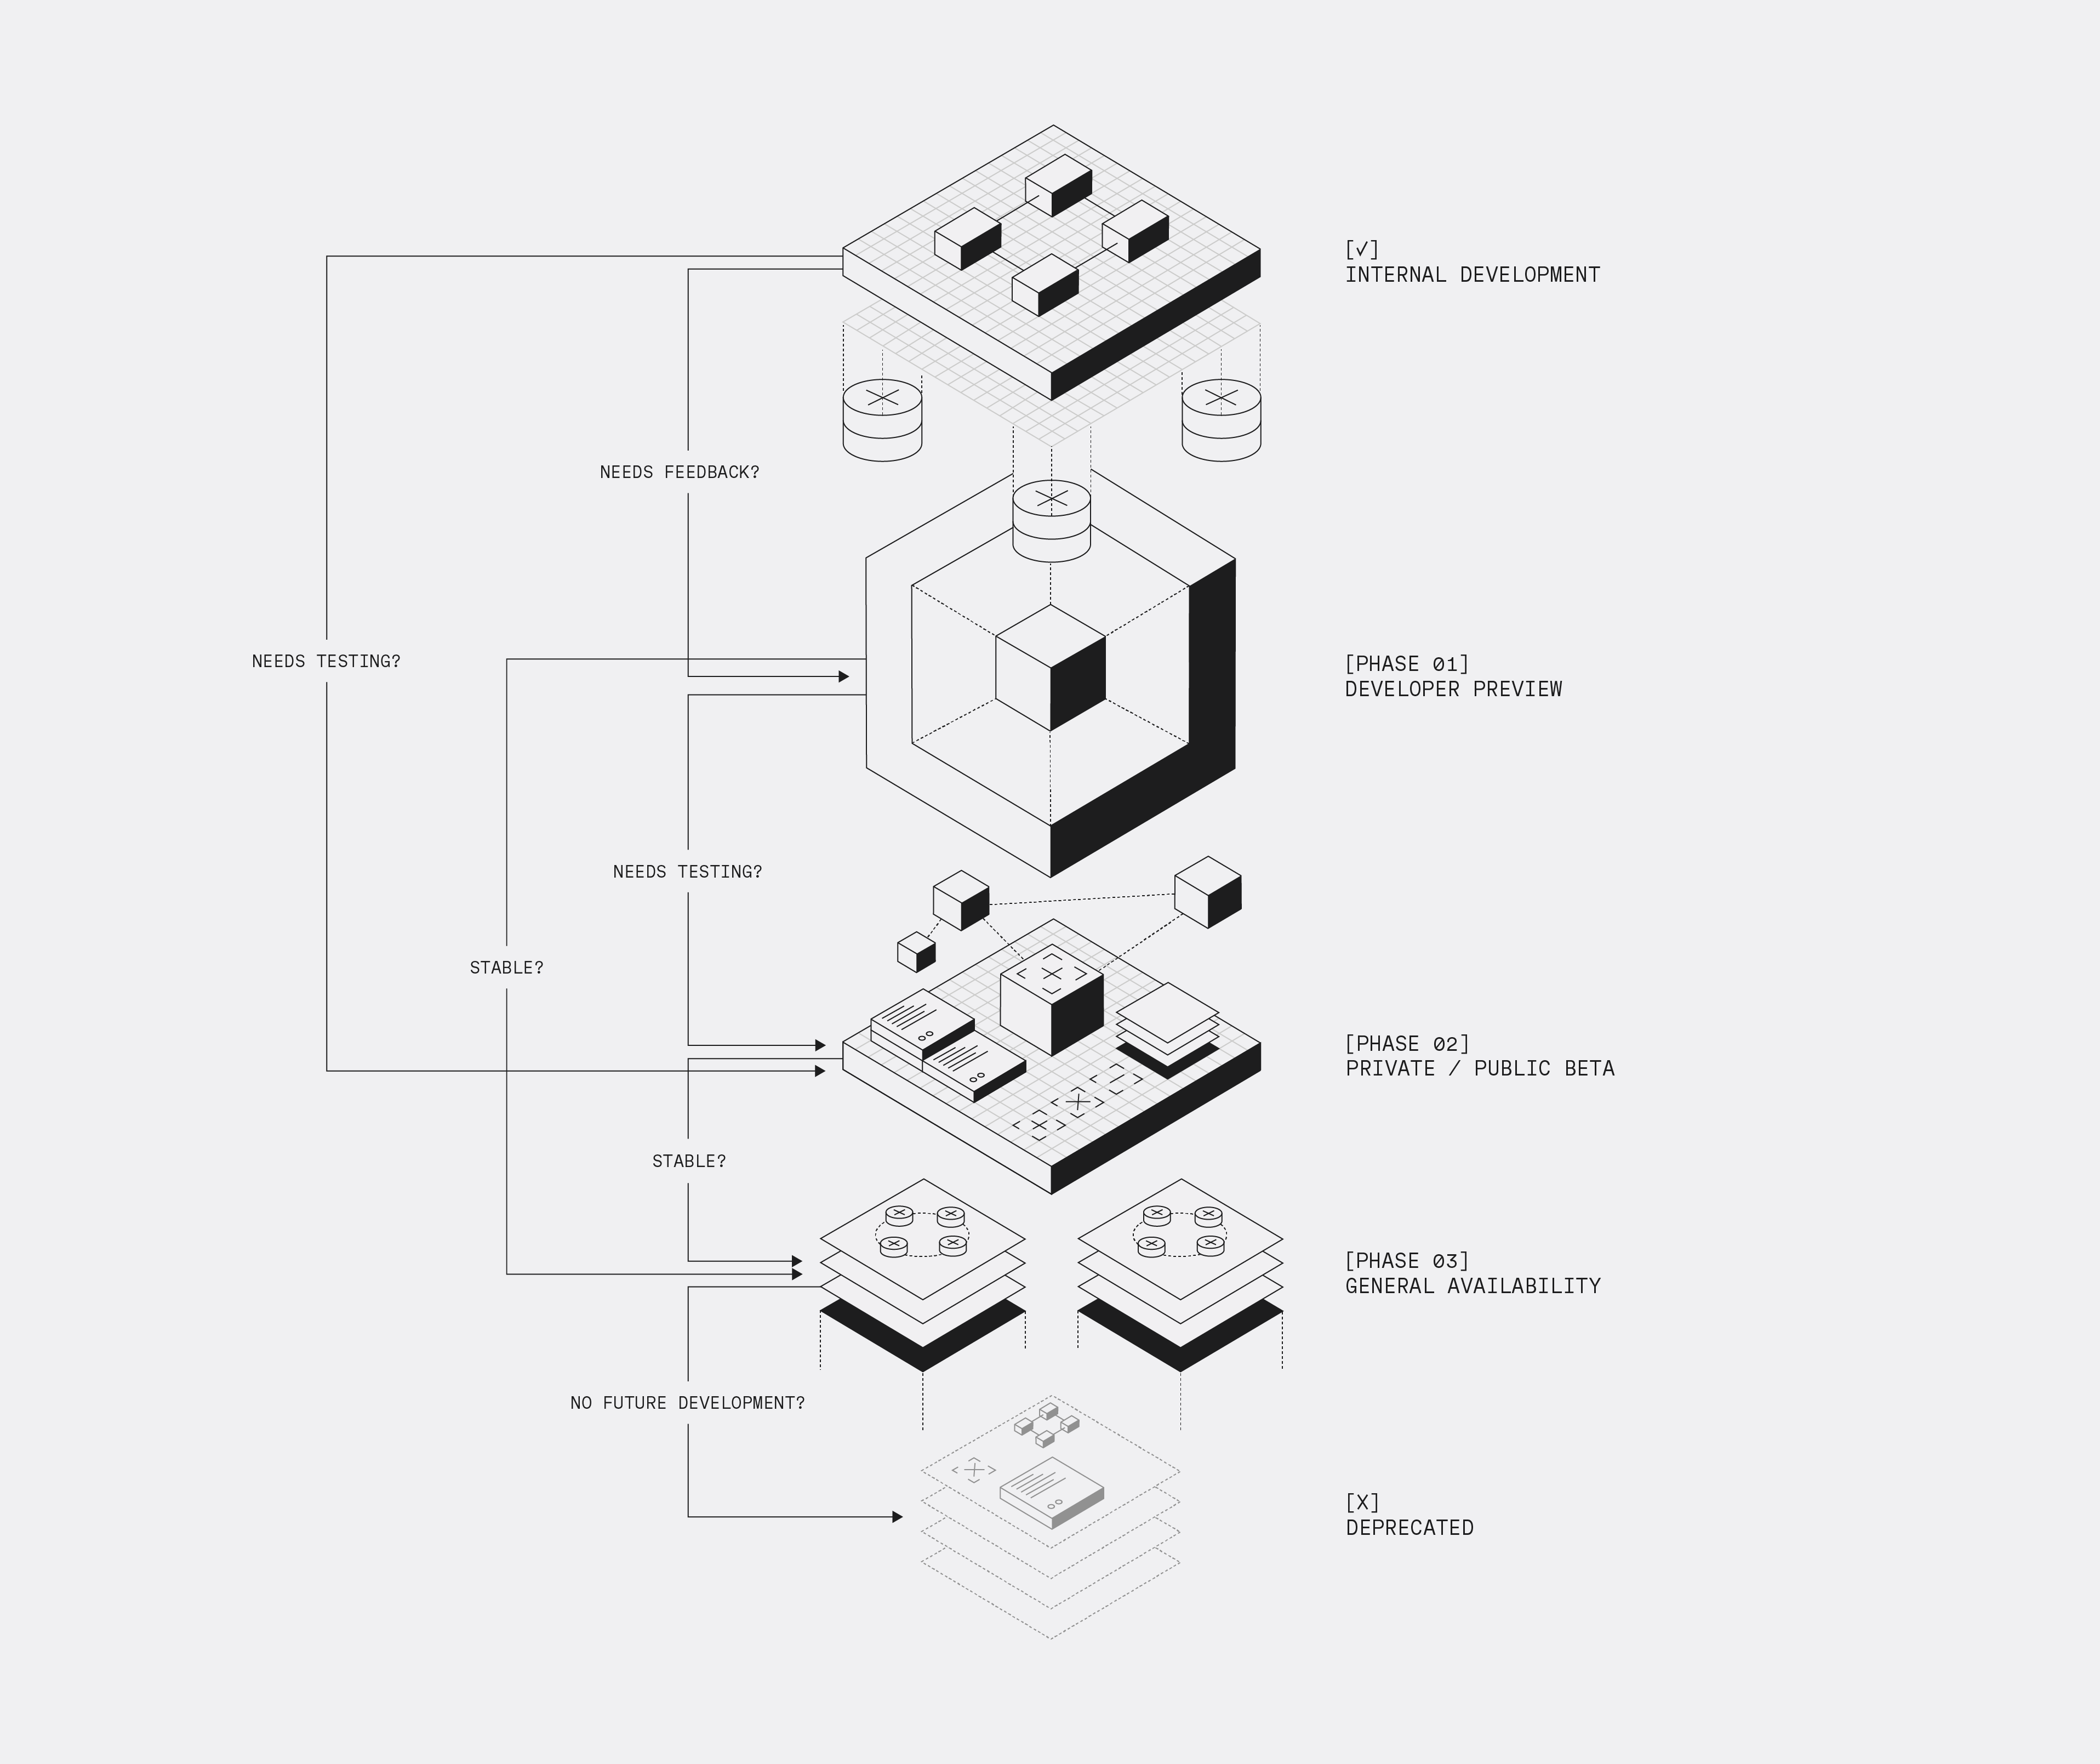 [✓]
INTERNAL DEVELOPMENT
NEEDS FEEDBACK?
NEEDS TESTING?
[PHASE 01]
DEVELOPER PREVIEW
NEEDS TESTING?
STABLE?
[PHASE 02]
PRIVATE / PUBLIC BETA
STABLE?
[PHASE 03]
GENERAL AVAILABILITY
NO FUTURE DEVELOPMENT?
[X]
DEPRECATED